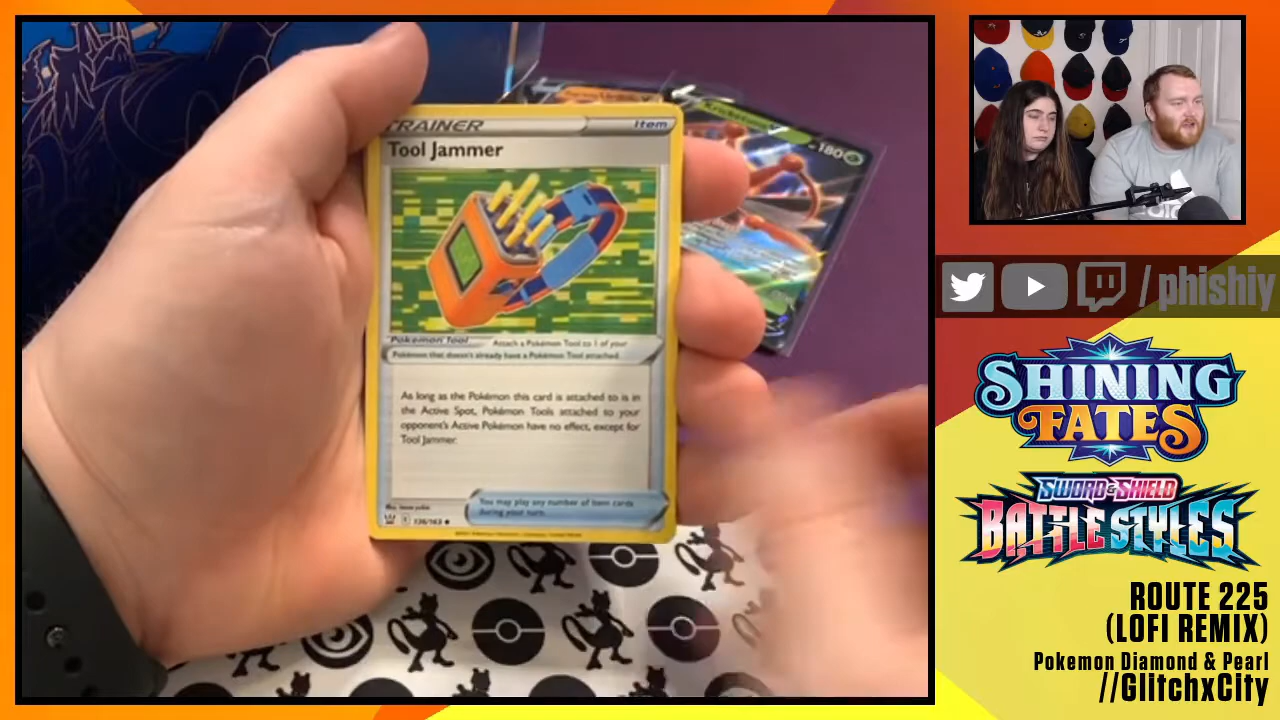 TRAINER Item
Tool Jammer
Pokémon Tool Attach a Pokémon Tool to 1 of your
Pokémon that doesn't already have a Pokémon Tool attached.
As long as the Pokémon this card is attached to is in
the Active Spot, Pokémon Tools attached to your
opponent's Active Pokémon have no effect, except for
Tool Jammer.
You may play any number of Item cards
during your turn.
136/163
180
/phishiy
SHINING
FATES
SWORD & SHIELD
BATTLE STYLES
ROUTE 225
(LOFI REMIX)
Pokemon Diamond & Pearl
//GlitchxCity